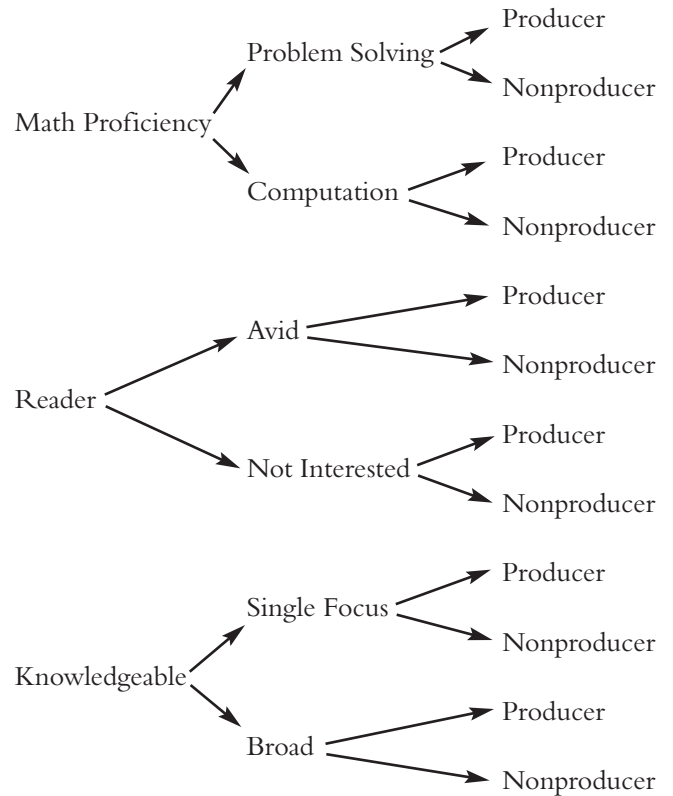 Producer
Problem Solving
Nonproducer
Math Proficiency
Producer
Computation
Nonproducer
Producer
Avid
Nonproducer
Reader
Producer
Not Interested
Nonproducer
Producer
Single Focus
Nonproducer
Knowledgeable
Producer
Broad
Nonproducer